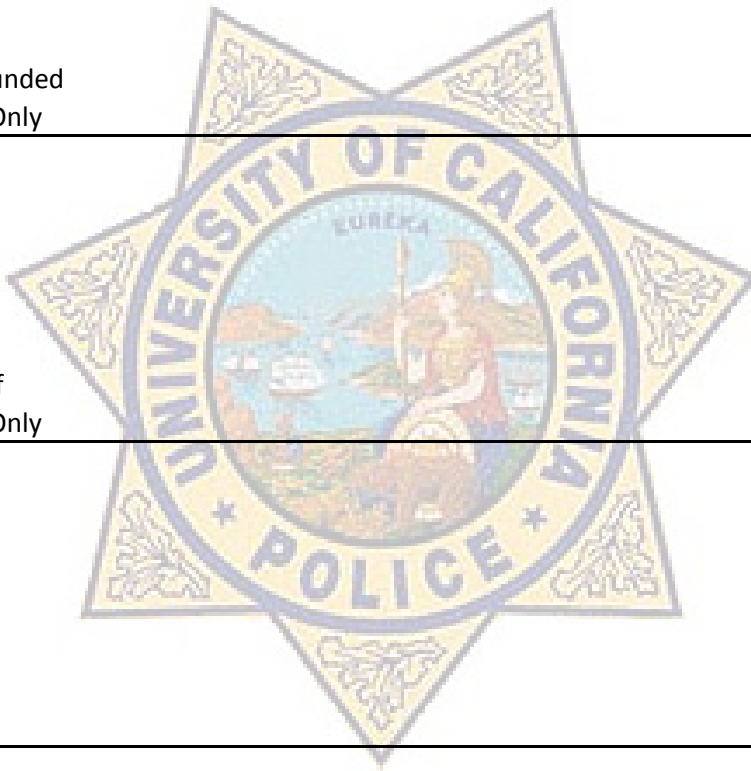 unded
Only
UNIVERSITY OF CALIFORNIA
EUREKA
f
Only
POLICE